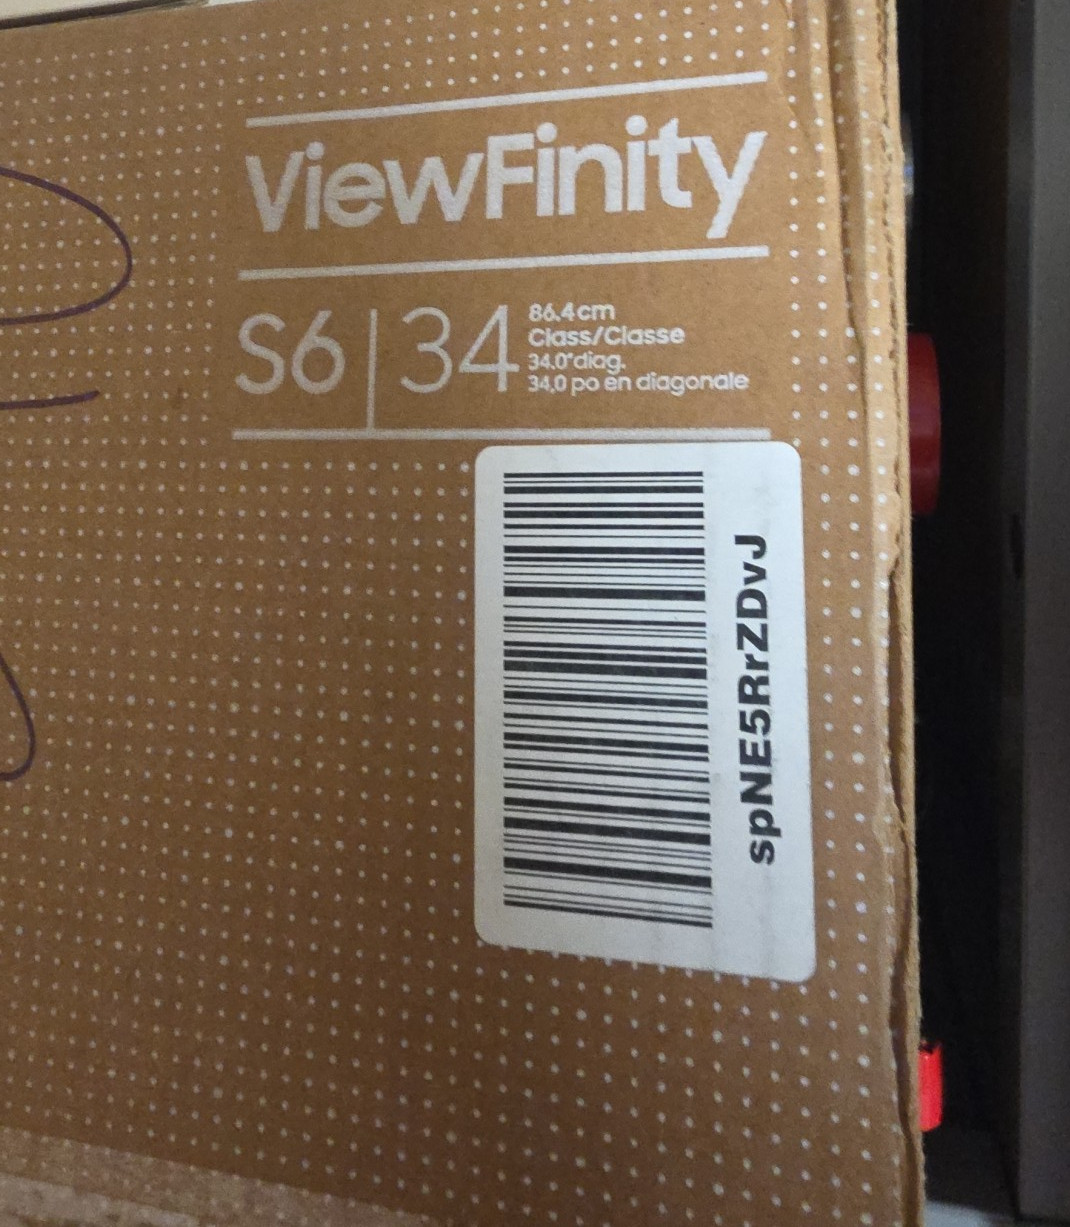 ViewFinity
S6 | 34
86.4cm
Class/Classe
34.0"diag.
34,0 po en diagonale
spNE5RrZDvJ